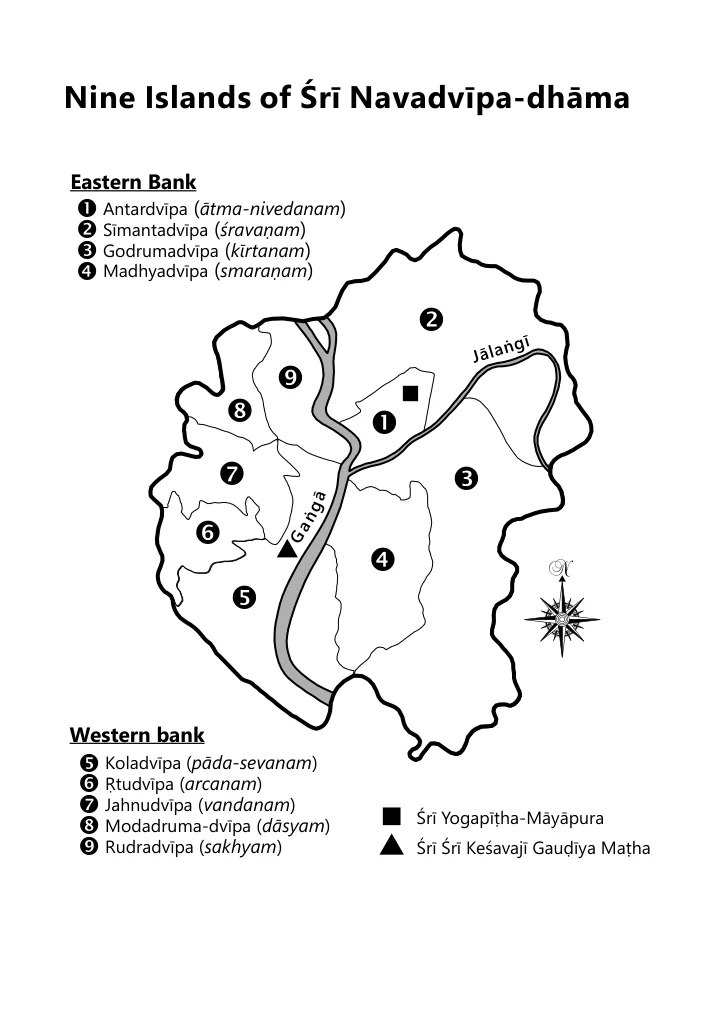 Nine Islands of Śrī Navadvīpa-dhāma
Eastern Bank
❶ Antardvīpa (ātma-nivedanam)
❷ Sīmantadvīpa (śravaṇam)
❸ Godrumadvīpa (kīrtanam)
❹ Madhyadvīpa (smaraṇam)
❷
Jālaṅgī
❾
❽
❶
❼
❸
Gaṅgā
❻
❹
❺
N
Western bank
❺ Koladvīpa (pāda-sevanam)
❻ Ṛtudvīpa (arcanam)
❼ Jahnudvīpa (vandanam)
❽ Modadruma-dvīpa (dāsyam)
❾ Rudradvīpa (sakhyam)
Śrī Yogapīṭha-Māyāpura
Śrī Śrī Keśavajī Gauḍīya Maṭha